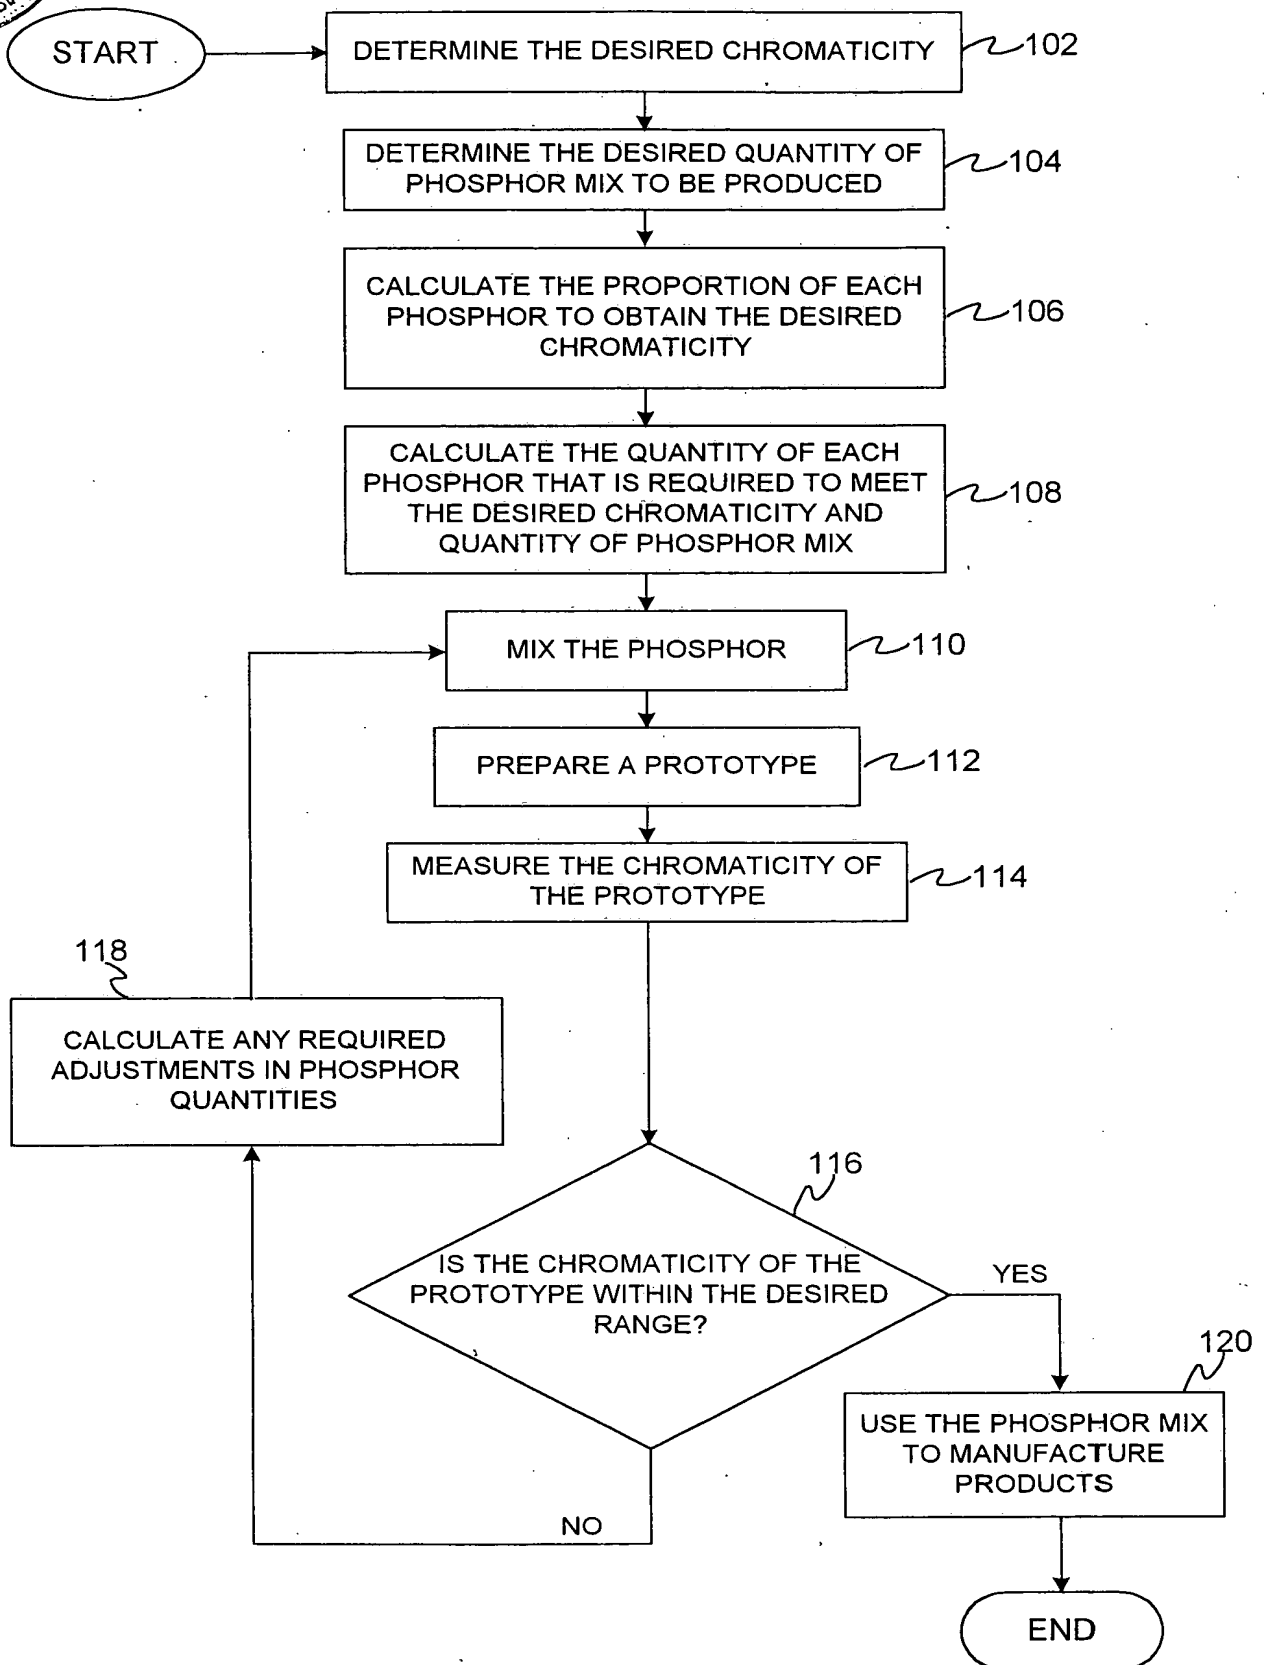 START
DETERMINE THE DESIRED CHROMATICITY
102
DETERMINE THE DESIRED QUANTITY OF
PHOSPHOR MIX TO BE PRODUCED
104
CALCULATE THE PROPORTION OF EACH
PHOSPHOR TO OBTAIN THE DESIRED
CHROMATICITY
106
CALCULATE THE QUANTITY OF EACH
PHOSPHOR THAT IS REQUIRED TO MEET
THE DESIRED CHROMATICITY AND
QUANTITY OF PHOSPHOR MIX
108
MIX THE PHOSPHOR
110
PREPARE A PROTOTYPE
112
MEASURE THE CHROMATICITY OF
THE PROTOTYPE
114
118
CALCULATE ANY REQUIRED
ADJUSTMENTS IN PHOSPHOR
QUANTITIES
116
IS THE CHROMATICITY OF THE
PROTOTYPE WITHIN THE DESIRED
RANGE?
YES
NO
120
USE THE PHOSPHOR MIX
TO MANUFACTURE
PRODUCTS
END